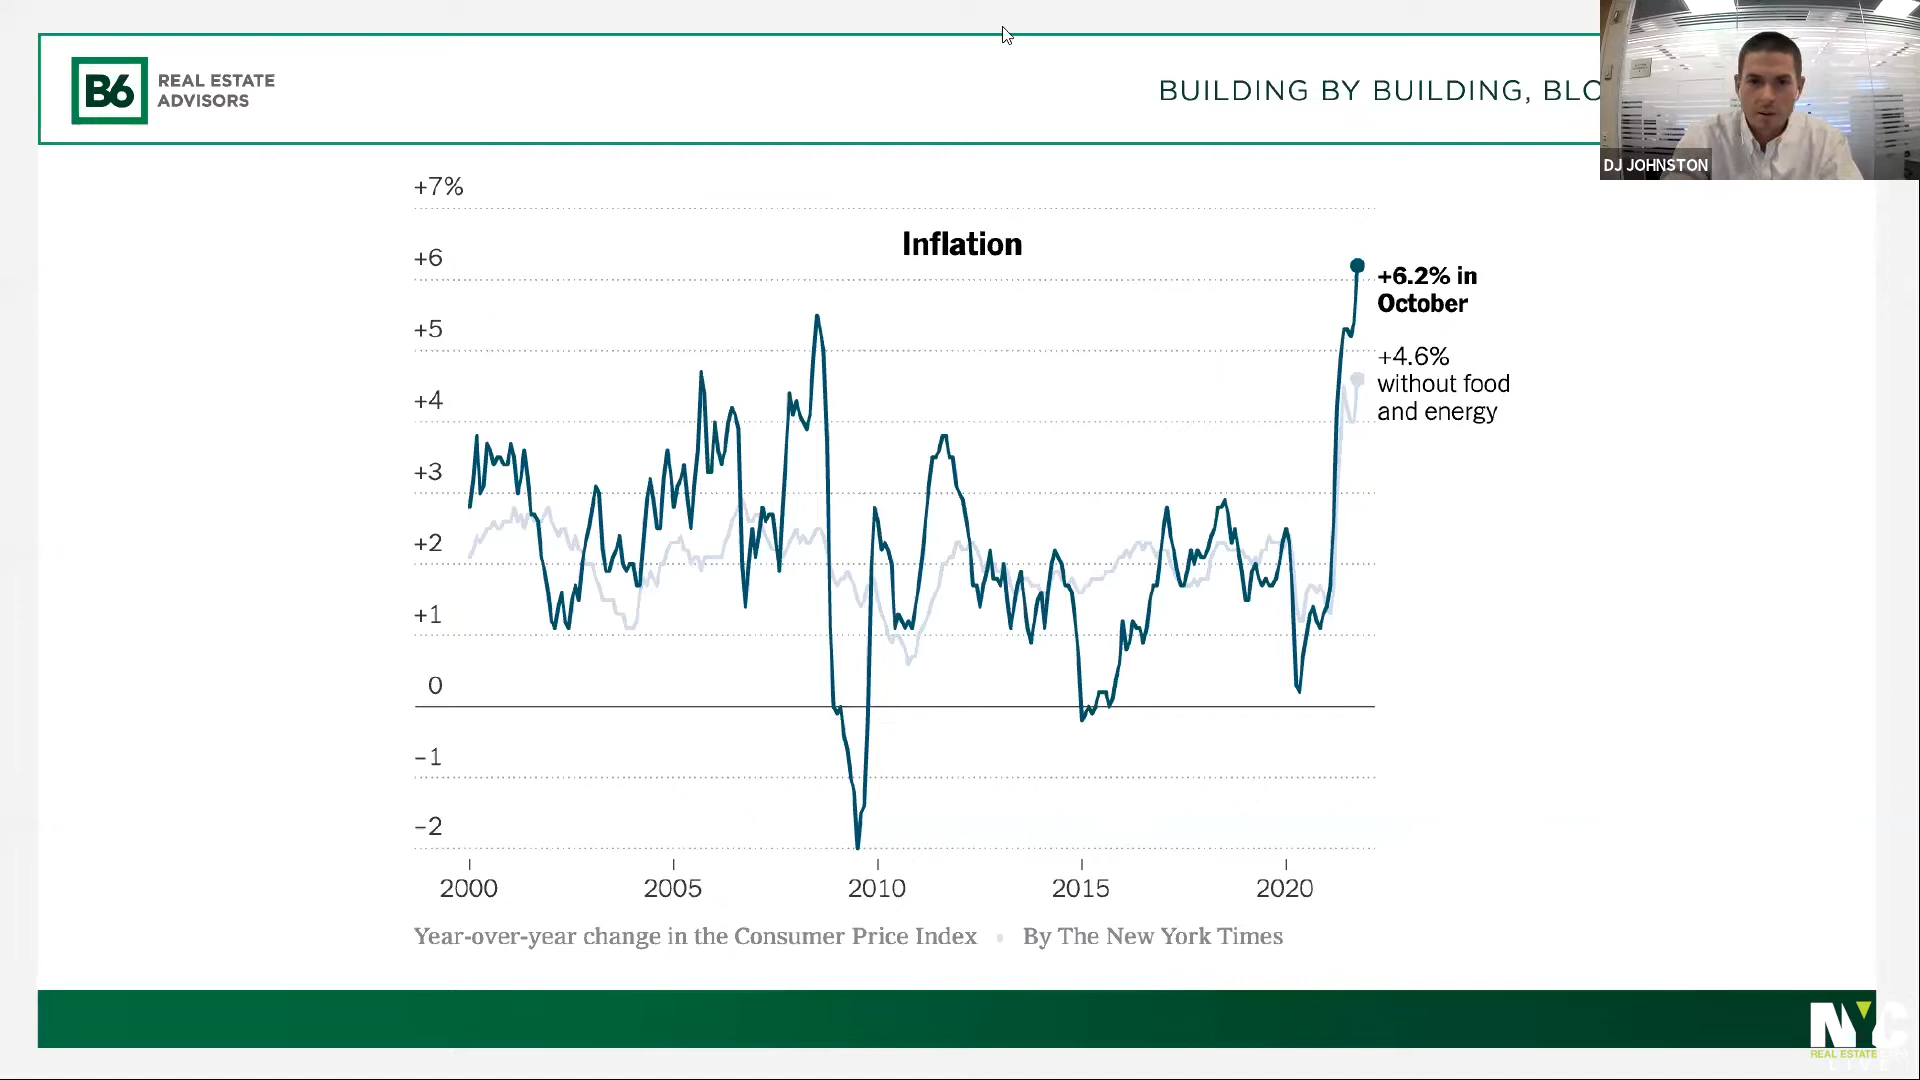 B6
REAL ESTATE
ADVISORS
BUILDING BY BUILDING, BLO
DJ JOHNSTON
+7%
Inflation
+6
+6.2% in
October
+5
+4.6%
without food
and energy
+4
+3
+2
+1
0
−1
−2
2000
2005
2010
2015
2020
Year-over-year change in the Consumer Price Index • By The New York Times
NYC
REAL ESTATE
LIVE